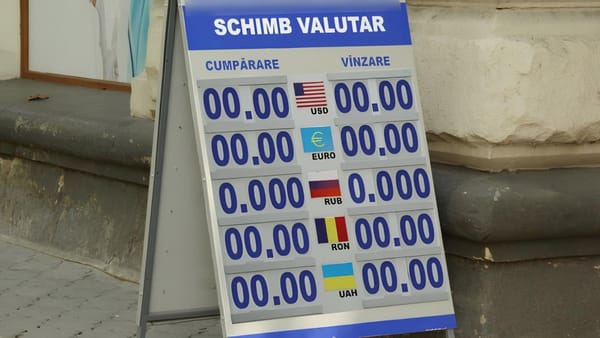 SCHIMB VALUTAR
CUMPĂRARE VÎNZARE
00.00 USD 00.00
00.00 € EURO 00.00
0.000 RUB 0.000
00.00 RON 00.00
00.00 UAH 00.00